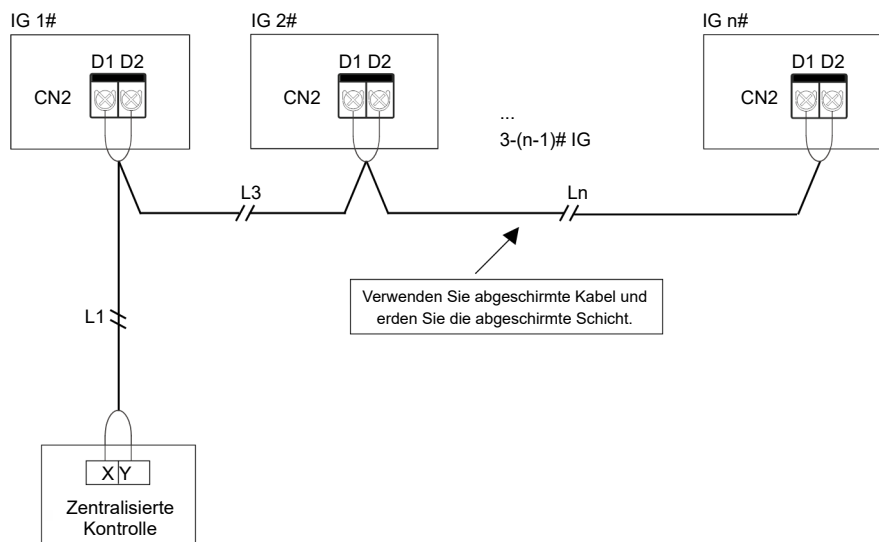 IG 1#
IG 2#
IG n#
D1 D2
D1 D2
D1 D2
CN2
CN2
CN2
...
3-(n-1)# IG
L3
Ln
Verwenden Sie abgeschirmte Kabel und
erden Sie die abgeschirmte Schicht.
L1
X Y
Zentralisierte
Kontrolle